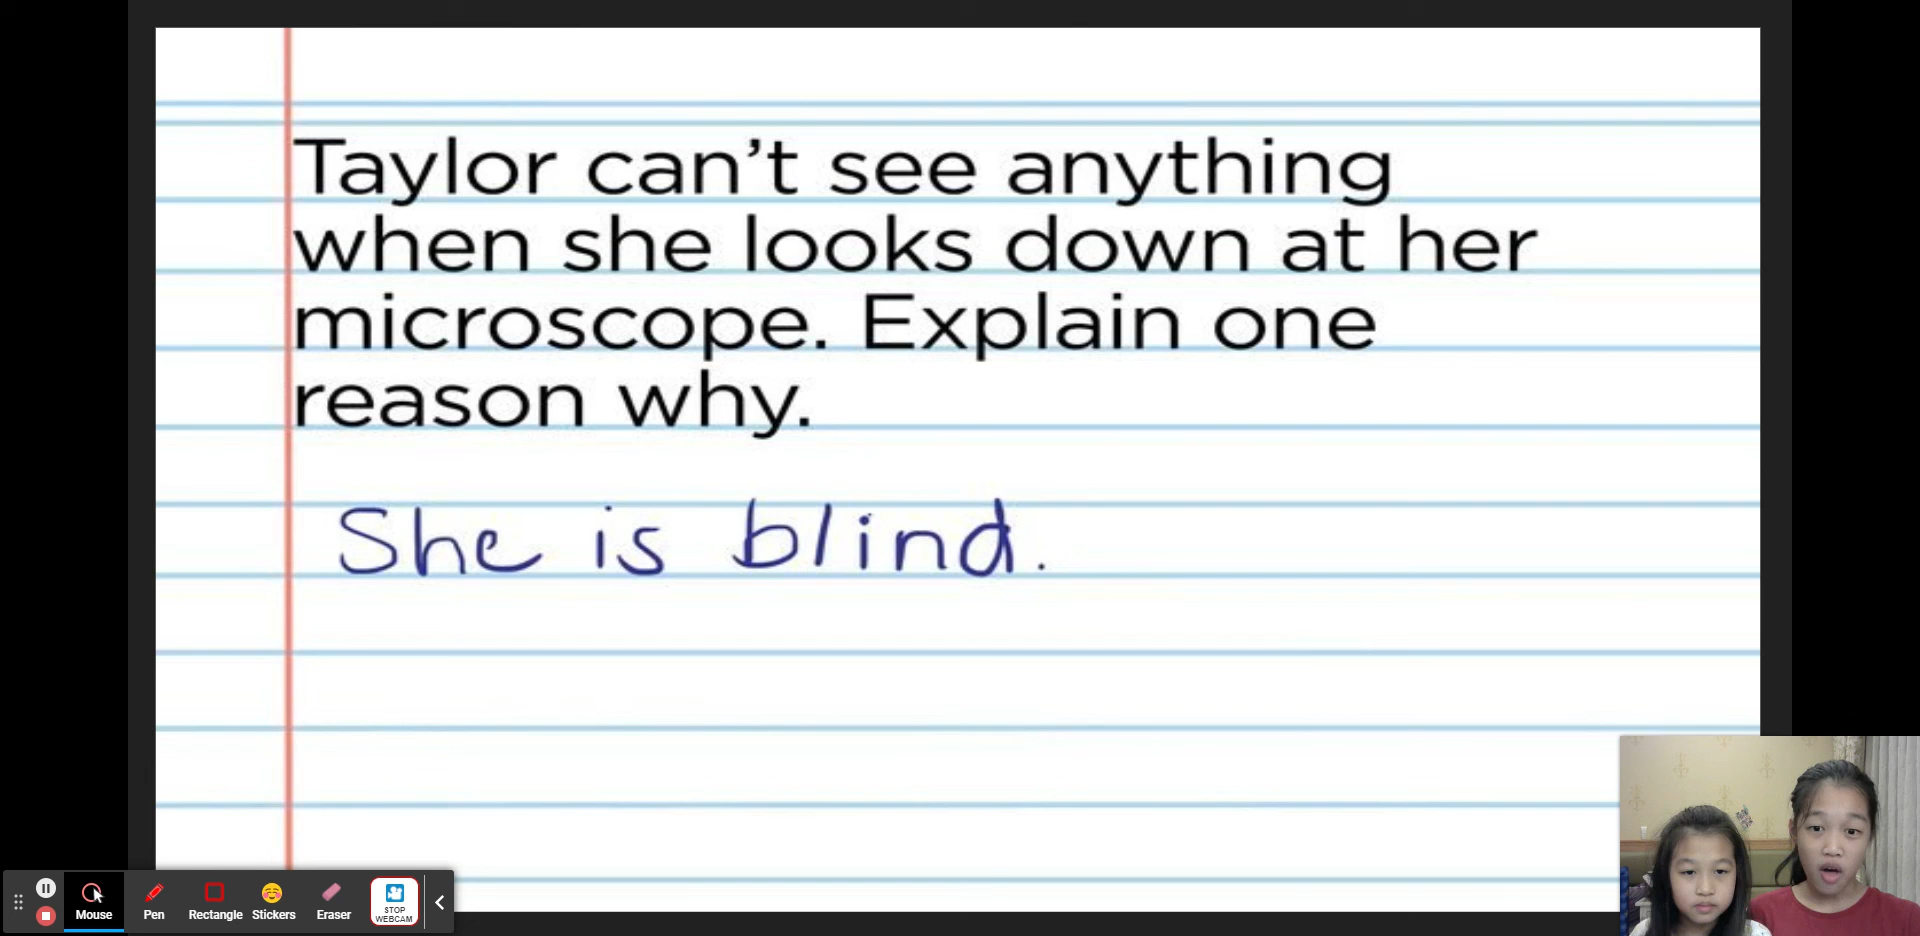 Taylor can’t see anything
when she looks down at her
microscope. Explain one
reason why.
She is blind.
Mouse
Pen
Rectangle
Stickers
Eraser
STOP
WEBCAM